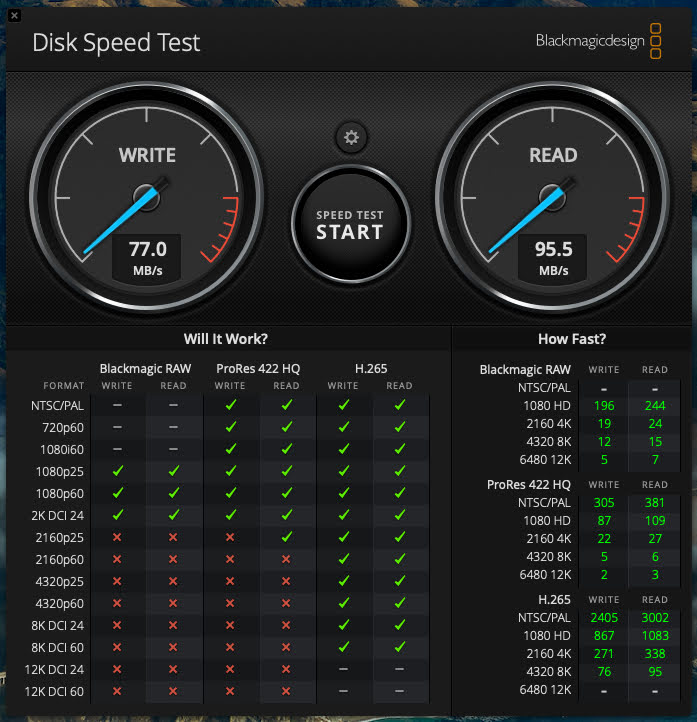 Disk Speed Test
Blackmagicdesign
WRITE
77.0
MB/s
SPEED TEST
START
READ
95.5
MB/s
Will It Work?
Blackmagic RAW ProRes 422 HQ H.265
FORMAT WRITE READ WRITE READ WRITE READ
NTSC/PAL – – ✓ ✓ ✓ ✓
720p60 – – ✓ ✓ ✓ ✓
1080i60 – – ✓ ✓ ✓ ✓
1080p25 ✓ ✓ ✓ ✓ ✓ ✓
1080p60 ✓ ✓ ✓ ✓ ✓ ✓
2K DCI 24 ✓ ✓ ✓ ✓ ✓ ✓
2160p25 × × × ✓ ✓ ✓
2160p60 × × × × ✓ ✓
4320p25 × × × × ✓ ✓
4320p60 × × × × ✓ ✓
8K DCI 24 × × × × ✓ ✓
8K DCI 60 × × × × ✓ ✓
12K DCI 24 × × × × – –
12K DCI 60 × × × × – –
How Fast?
Blackmagic RAW WRITE READ
NTSC/PAL - -
1080 HD 196 244
2160 4K 19 24
4320 8K 12 15
6480 12K 5 7
ProRes 422 HQ WRITE READ
NTSC/PAL 305 381
1080 HD 87 109
2160 4K 22 27
4320 8K 5 6
6480 12K 2 3
H.265 WRITE READ
NTSC/PAL 2405 3002
1080 HD 867 1083
2160 4K 271 338
4320 8K 76 95
6480 12K - -